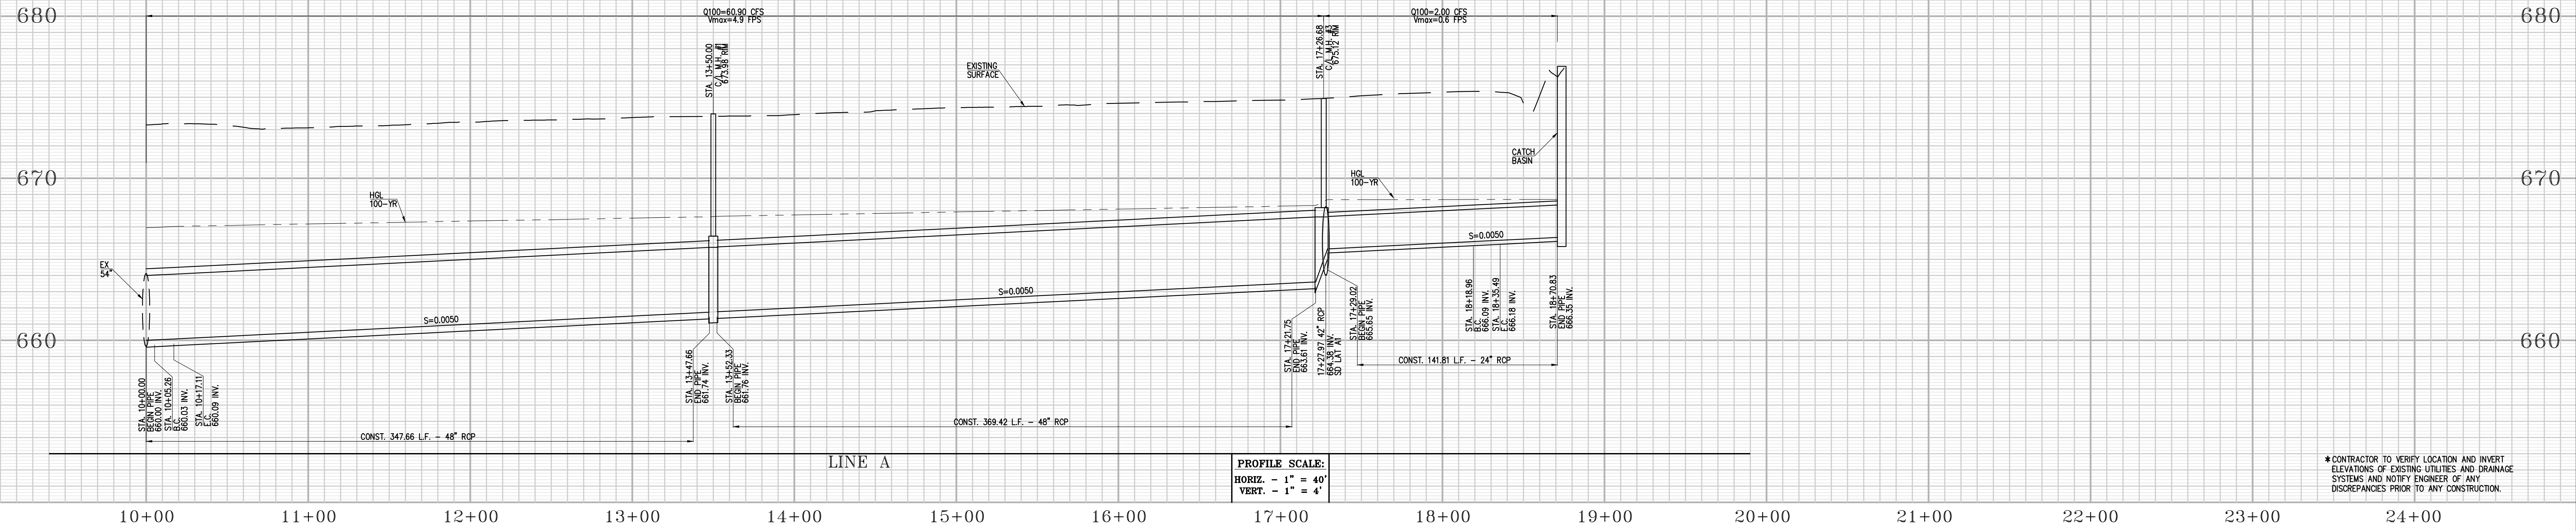 680
Q100=60.90 CFS
Vmax=4.9 FPS
Q100=2.00 CFS
Vmax=0.6 FPS
680
STA. 13+50.00
C/L M.H. #1
673.98 RIM
STA. 17+26.68
C/L M.H. #3
675.12 RIM
EXISTING
SURFACE
CATCH
BASIN
670
HGL
100-YR
HGL
100-YR
670
EX
54"
S=0.0050
S=0.0050
S=0.0050
660
660
STA. 10+00.00
BEGIN PIPE
660.00 INV.
STA. 10+05.26
B.C.
660.03 INV.
STA. 10+17.11
E.C.
660.09 INV.
STA. 13+47.66
END PIPE
661.74 INV.
STA. 13+52.33
BEGIN PIPE
661.76 INV.
STA. 17+21.75
END PIPE
663.61 INV.
17+27.97 42" RCP
664.38 INV.
SD LAT A1
STA. 17+29.02
BEGIN PIPE
665.65 INV.
STA. 18+18.96
B.C.
666.09 INV.
STA. 18+35.49
E.C.
666.18 INV.
STA. 18+70.83
END PIPE
666.35 INV.
CONST. 141.81 L.F. - 24" RCP
CONST. 369.42 L.F. - 48" RCP
CONST. 347.66 L.F. - 48" RCP
LINE A
PROFILE SCALE:
HORIZ. - 1" = 40'
VERT. - 1" = 4'
*CONTRACTOR TO VERIFY LOCATION AND INVERT
ELEVATIONS OF EXISTING UTILITIES AND DRAINAGE
SYSTEMS AND NOTIFY ENGINEER OF ANY
DISCREPANCIES PRIOR TO ANY CONSTRUCTION.
10+00 11+00 12+00 13+00 14+00 15+00 16+00 17+00 18+00 19+00 20+00 21+00 22+00 23+00 24+00